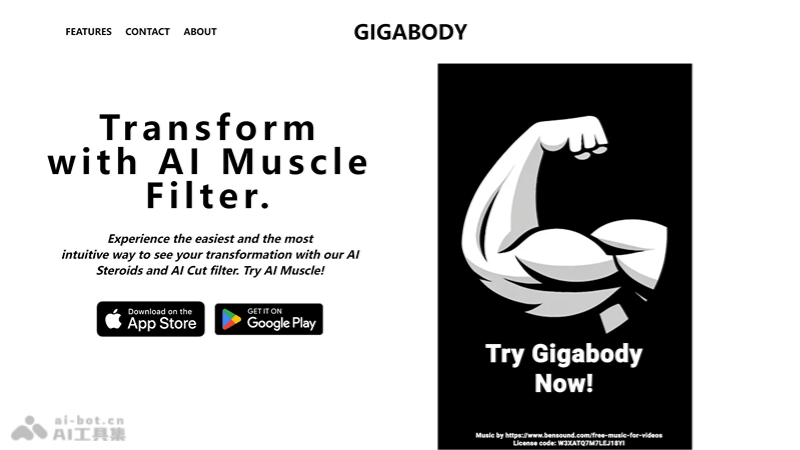 FEATURES CONTACT ABOUT
GIGABODY
Transform
with AI Muscle
Filter.
Experience the easiest and the most
intuitive way to see your transformation with our AI
Steroids and AI Cut filter. Try AI Muscle!
Download on the
App Store
GET IT ON
Google Play
Try Gigabody
Now!
Music by https://www.bensound.com/free-music-for-videos
License code: W3XATQ7M7LEJ18YI
ai-bot.cn
AI工具集